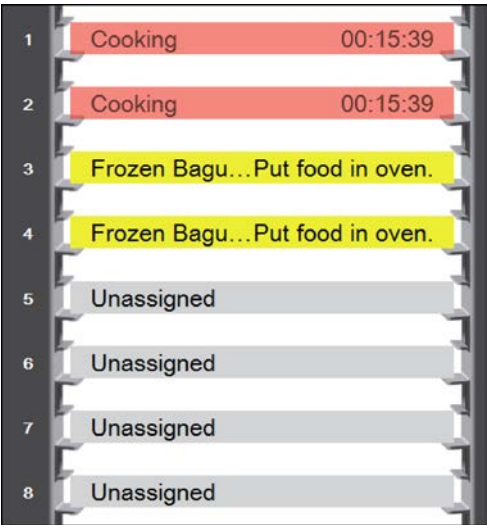 1 Cooking 00:15:39
2 Cooking 00:15:39
3 Frozen Bagu...Put food in oven.
4 Frozen Bagu...Put food in oven.
5 Unassigned
6 Unassigned
7 Unassigned
8 Unassigned